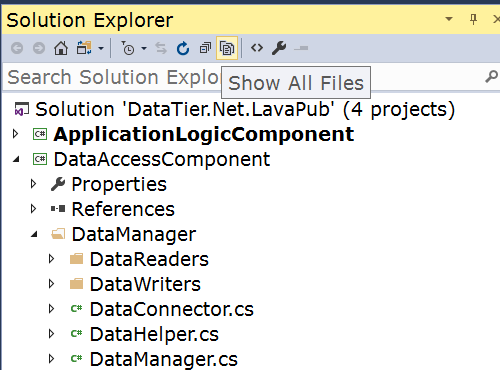 Solution Explorer
Search Solution Explo
Show All Files
Solution 'DataTier.Net.LavaPub' (4 projects)
C# ApplicationLogicComponent
C# DataAccessComponent
Properties
References
DataManager
DataReaders
DataWriters
C# DataConnector.cs
C# DataHelper.cs
C# DataManager.cs